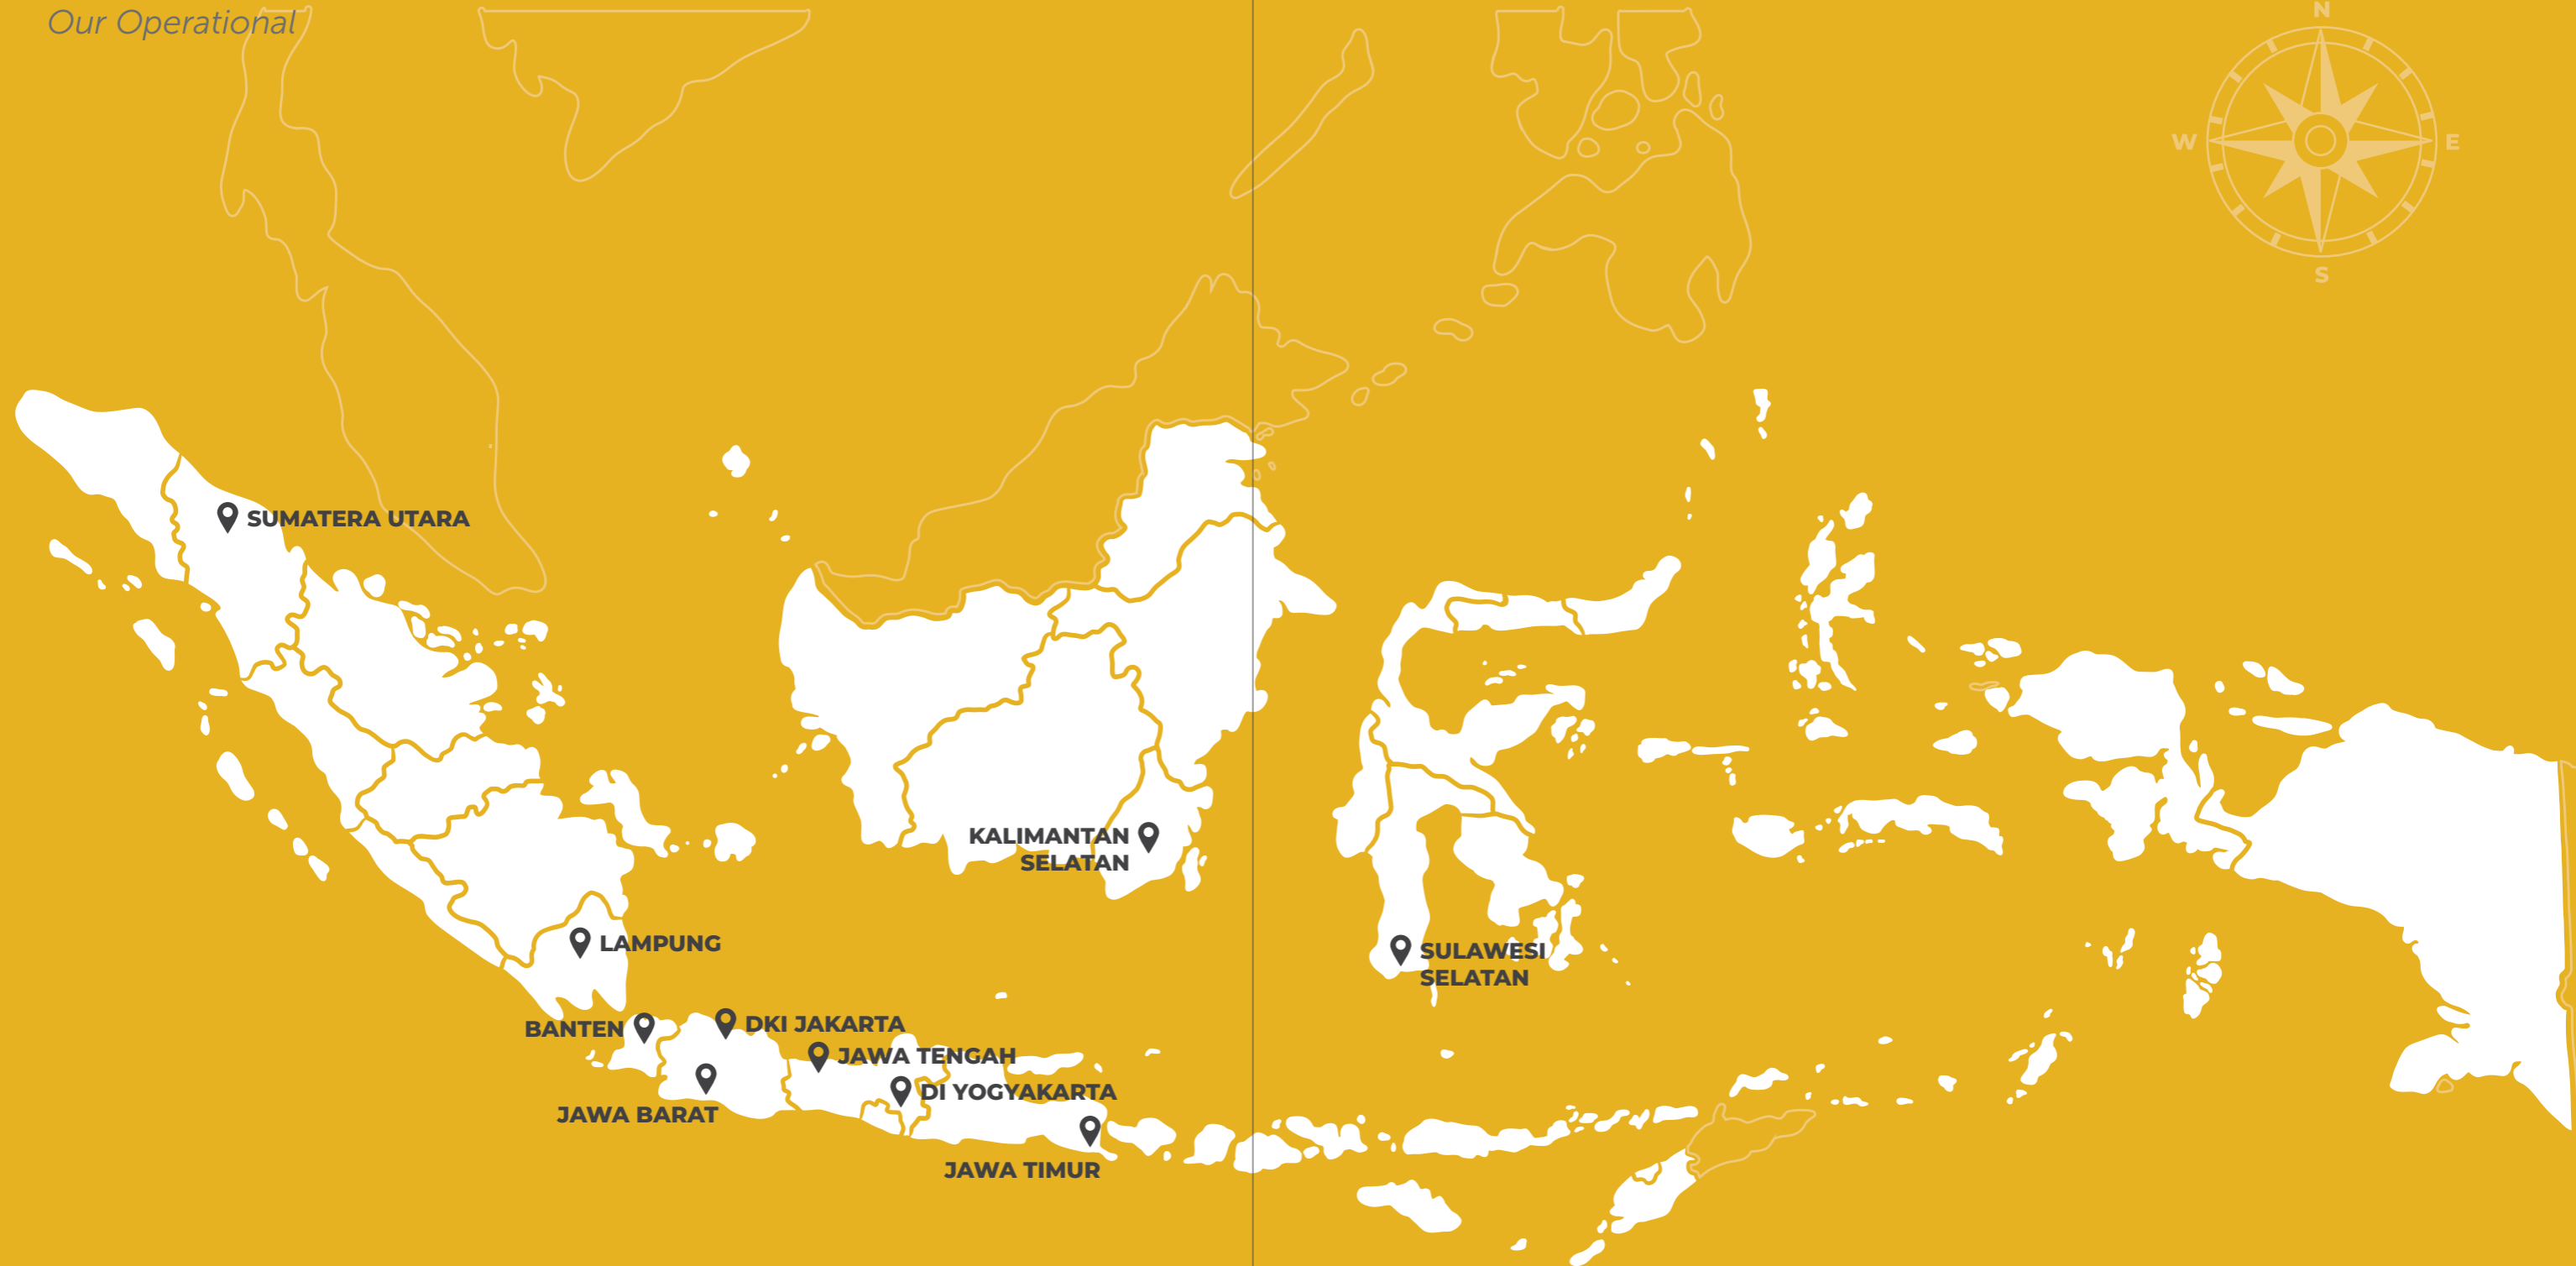 Our Operational
N
W
E
S
SUMATERA UTARA
KALIMANTAN
SELATAN
LAMPUNG
SULAWESI
SELATAN
BANTEN
DKI JAKARTA
JAWA TENGAH
DI YOGYAKARTA
JAWA BARAT
JAWA TIMUR